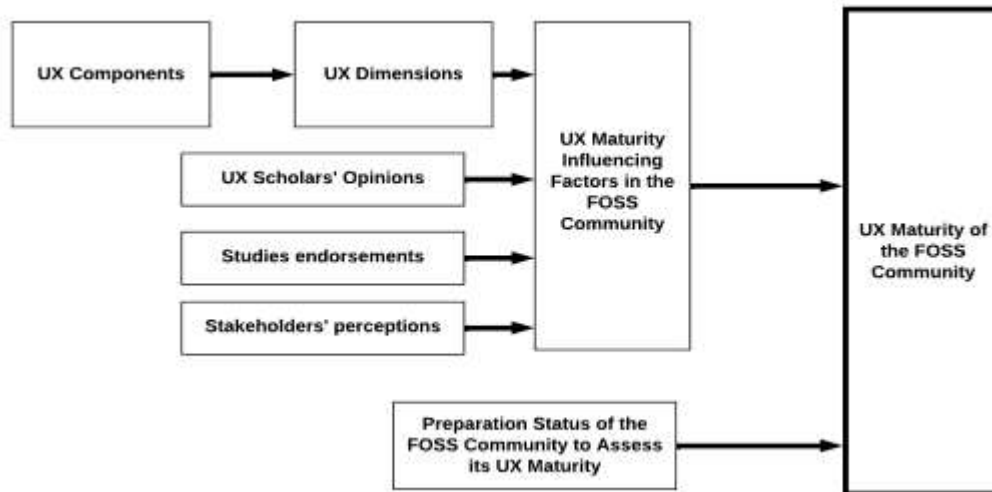 UX Components
UX Dimensions
UX Maturity
Influencing
Factors in the
FOSS
Community
UX Scholars' Opinions
Studies endorsements
Stakeholders' perceptions
UX Maturity of
the FOSS
Community
Preparation Status of the
FOSS Community to Assess
its UX Maturity